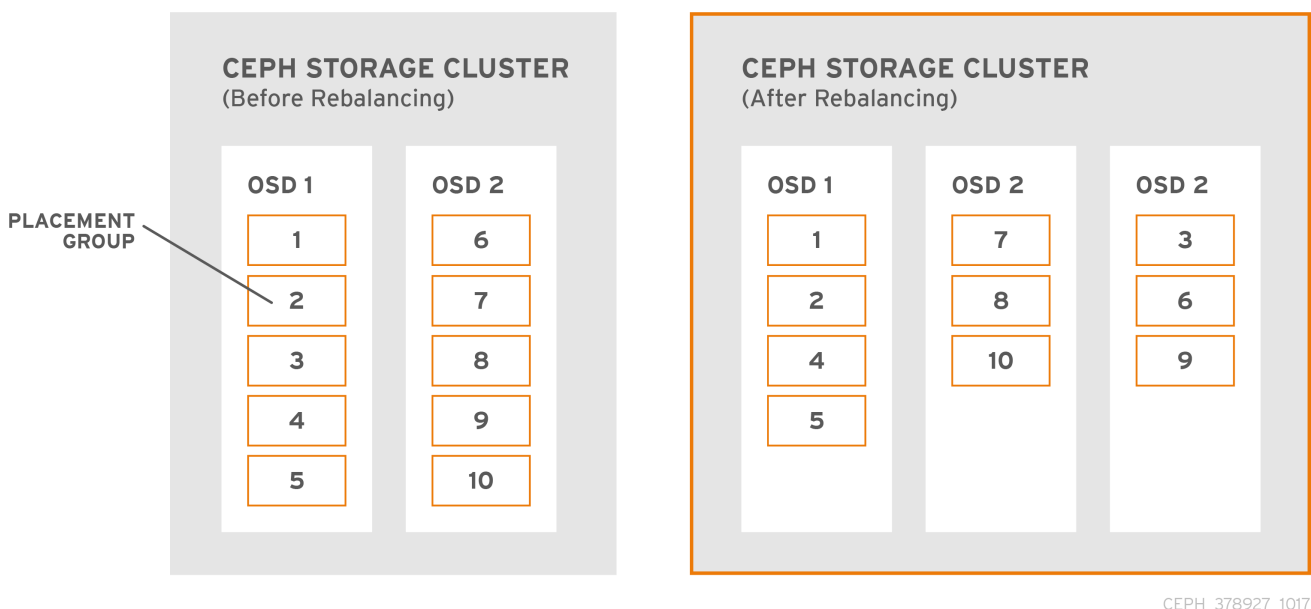 CEPH STORAGE CLUSTER
(Before Rebalancing)
OSD 1
1
2
3
4
5
OSD 2
6
7
8
9
10
PLACEMENT
GROUP
CEPH STORAGE CLUSTER
(After Rebalancing)
OSD 1
1
2
4
5
OSD 2
7
8
10
OSD 2
3
6
9
CEPH_378927_1017